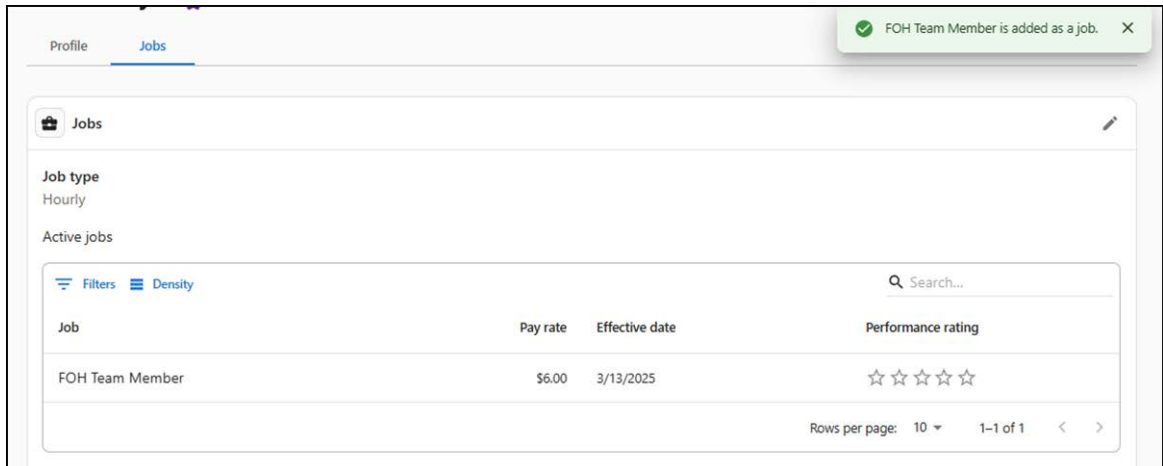 FOH Team Member is added as a job.
Profile Jobs
Jobs
Job type
Hourly
Active jobs
Filters Density Search...
Job Pay rate Effective date Performance rating
FOH Team Member $6.00 3/13/2025
Rows per page: 10 1–1 of 1